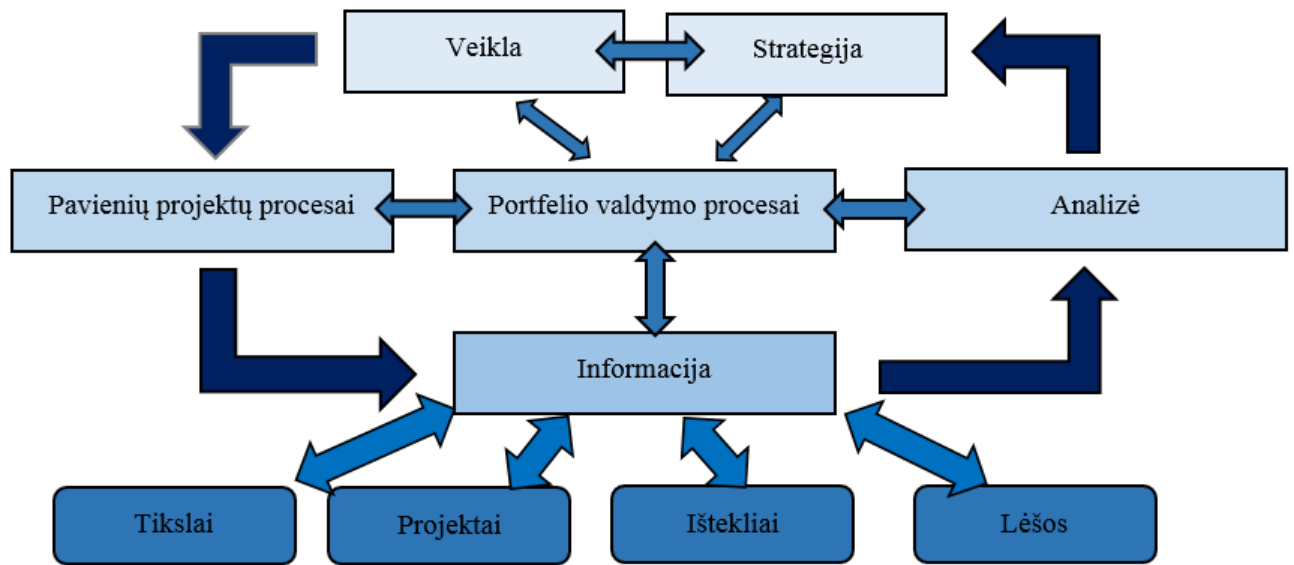 Veikla
Strategija
Pavienių projektų procesai
Portfelio valdymo procesai
Analizė
Informacija
Tikslai
Projektai
Ištekliai
Lėšos